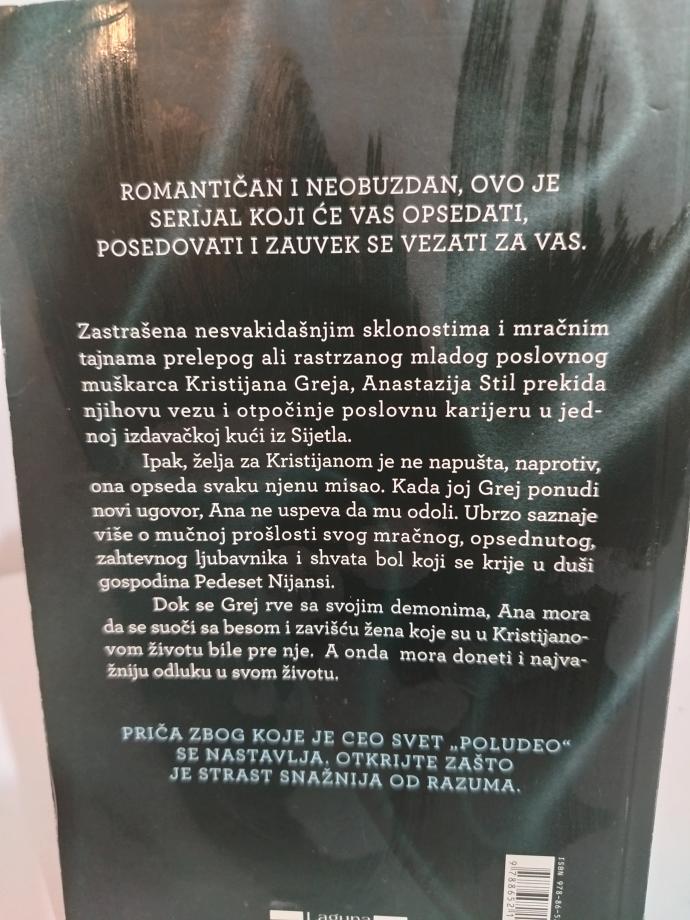 ROMANTIČAN I NEOBUZDAN, OVO JE
SERIJAL KOJI ĆE VAS OPSEDATI,
POSEDOVATI I ZAUVEK SE VEZATI ZA VAS.
Zastrašena nesvakidašnjim sklonostima i mračnim
tajnama prelepog ali rastrzanog mladog poslovnog
muškarca Kristijana Greja, Anastazija Stil prekida
njihovu vezu i otpočinje poslovnu karijeru u jed-
noj izdavačkoj kući iz Sijetla.
Ipak, želja za Kristijanom je ne napušta, naprotiv,
ona opseda svaku njenu misao. Kada joj Grej ponudi
novi ugovor, Ana ne uspeva da mu odoli. Ubrzo saznaje
više o mučnoj prošlosti svog mračnog, opsednutog,
zahtevnog ljubavnika i shvata bol koji se krije u duši
gospodina Pedeset Nijansi.
Dok se Grej rve sa svojim demonima, Ana mora
da se suoči sa besom i zavišću žena koje su u Kristijano-
vom životu bile pre nje. A onda mora doneti i najva-
žniju odluku u svom životu.
PRIČA ZBOG KOJE JE CEO SVET „POLUDEO“
SE NASTAVLJA. OTKRIJTE ZAŠTO
JE STRAST SNAŽNIJA OD RAZUMA.
Laguna